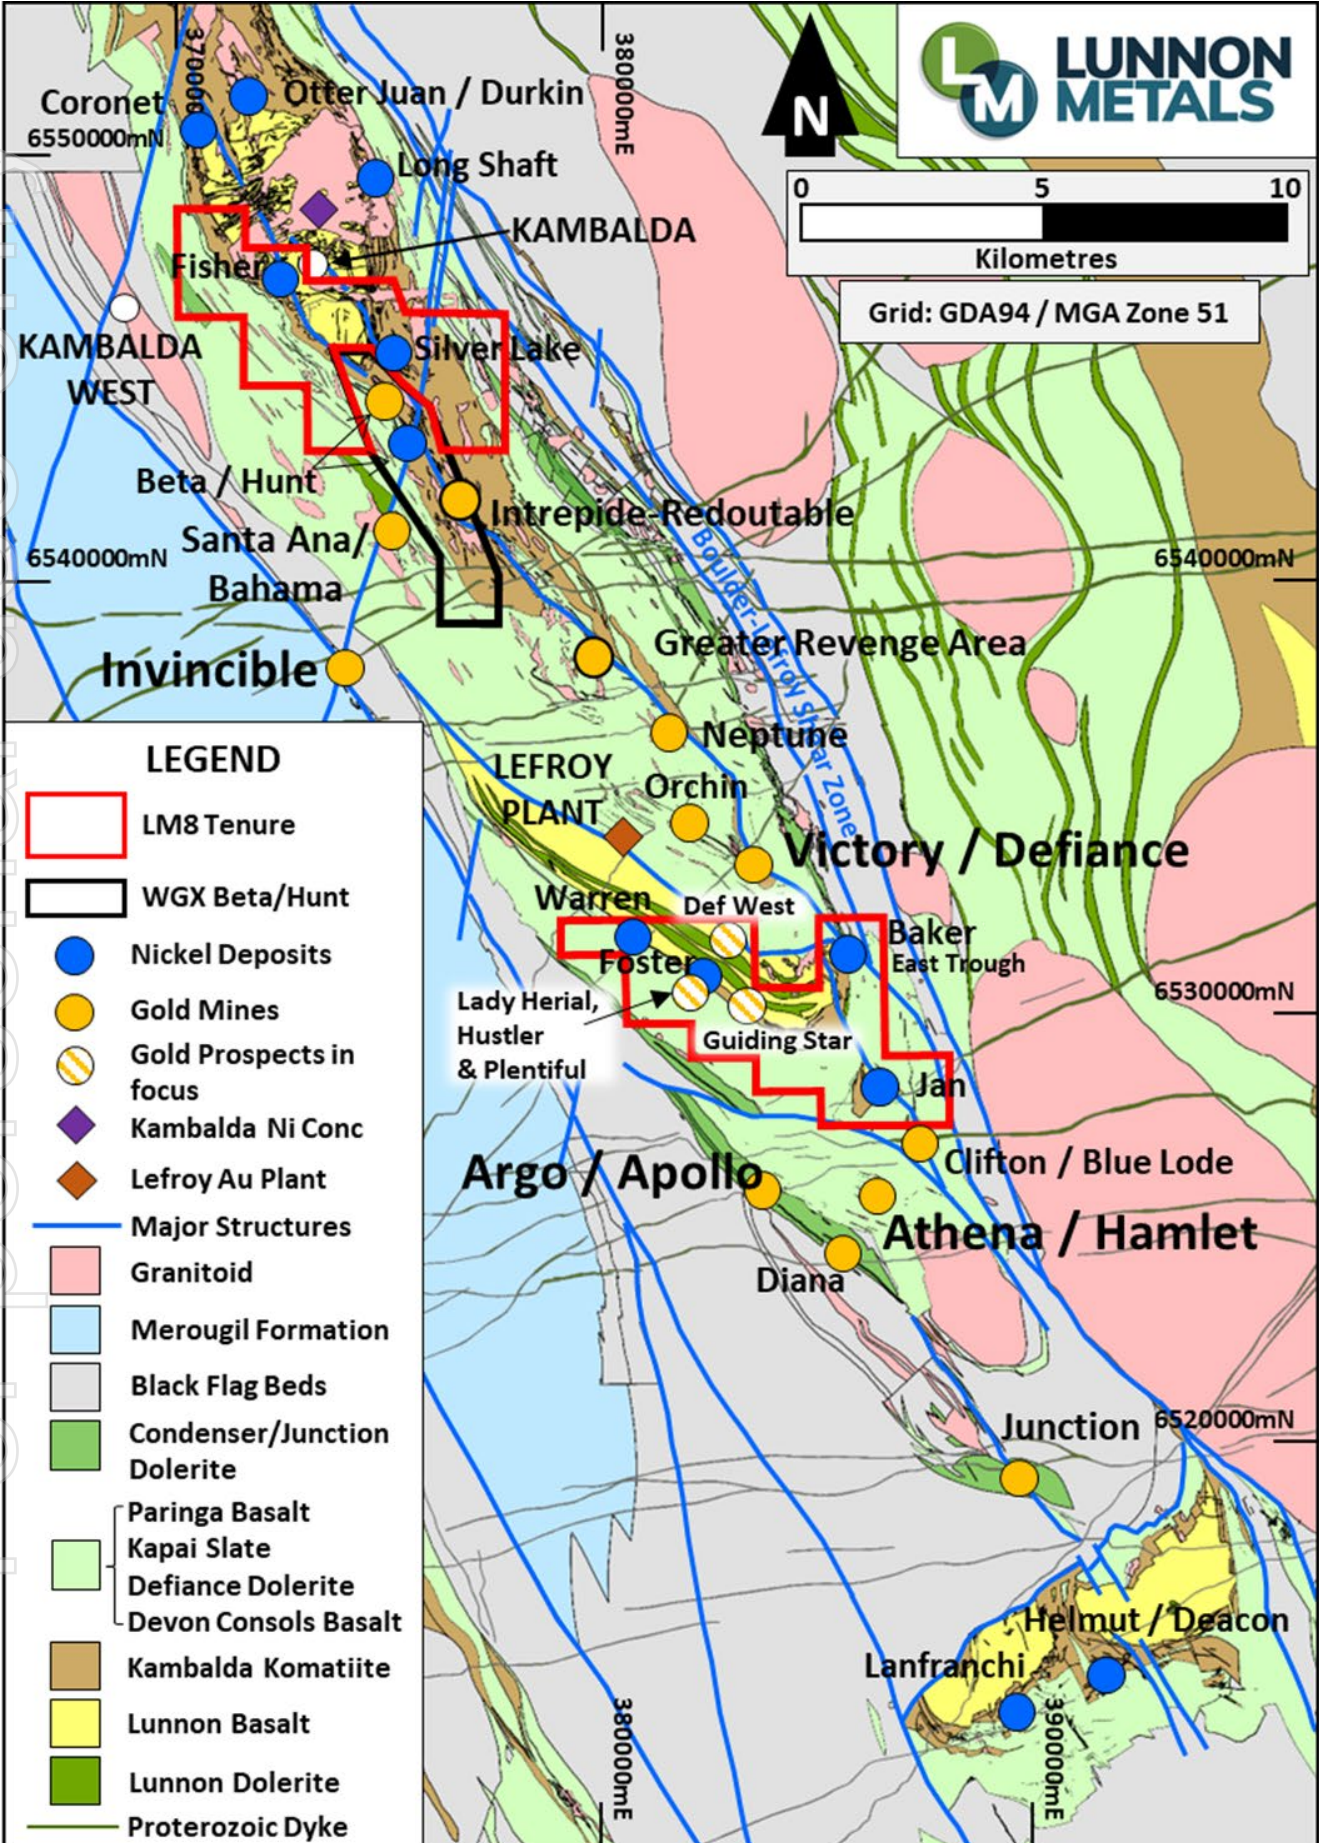 LM
LUNNON
METALS
N
0 5 10
Kilometres
Grid: GDA94 / MGA Zone 51
370000
380000mE
Coronet
6550000mN
Otter Juan / Durkin
Long Shaft
KAMBALDA
Fisher
KAMBALDA
WEST
Silver Lake
Beta / Hunt
Intrepide-Redoutable
Santa Ana/
Bahama
6540000mN
6540000mN
Boulder-Lefroy Shear Zone
Greater Revenge Area
Invincible
Neptune
LEFROY
PLANT
Orchin
Victory / Defiance
Warren
Def West
Baker
East Trough
Foster
6530000mN
Lady Herial,
Hustler
& Plentiful
Guiding Star
Jan
Clifton / Blue Lode
Argo / Apollo
Athena / Hamlet
Diana
Junction
6520000mN
Helmut / Deacon
Lanfranchi
380000mE
390000mE
LEGEND
LM8 Tenure
WGX Beta/Hunt
Nickel Deposits
Gold Mines
Gold Prospects in
focus
Kambalda Ni Conc
Lefroy Au Plant
Major Structures
Granitoid
Merougil Formation
Black Flag Beds
Condenser/Junction
Dolerite
Paringa Basalt
Kapai Slate
Defiance Dolerite
Devon Consols Basalt
Kambalda Komatiite
Lunnon Basalt
Lunnon Dolerite
Proterozoic Dyke